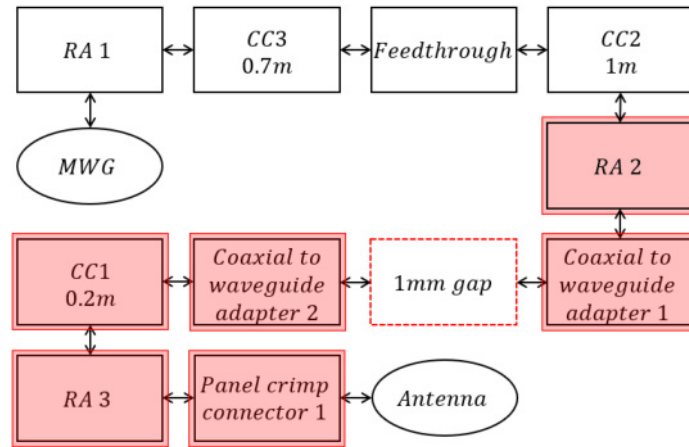 RA 1
CC3
0.7m
Feedthrough
CC2
1m
MWG
RA 2
CC1
0.2m
Coaxial to
waveguide
adapter 2
1mm gap
Coaxial to
waveguide
adapter 1
RA 3
Panel crimp
connector 1
Antenna